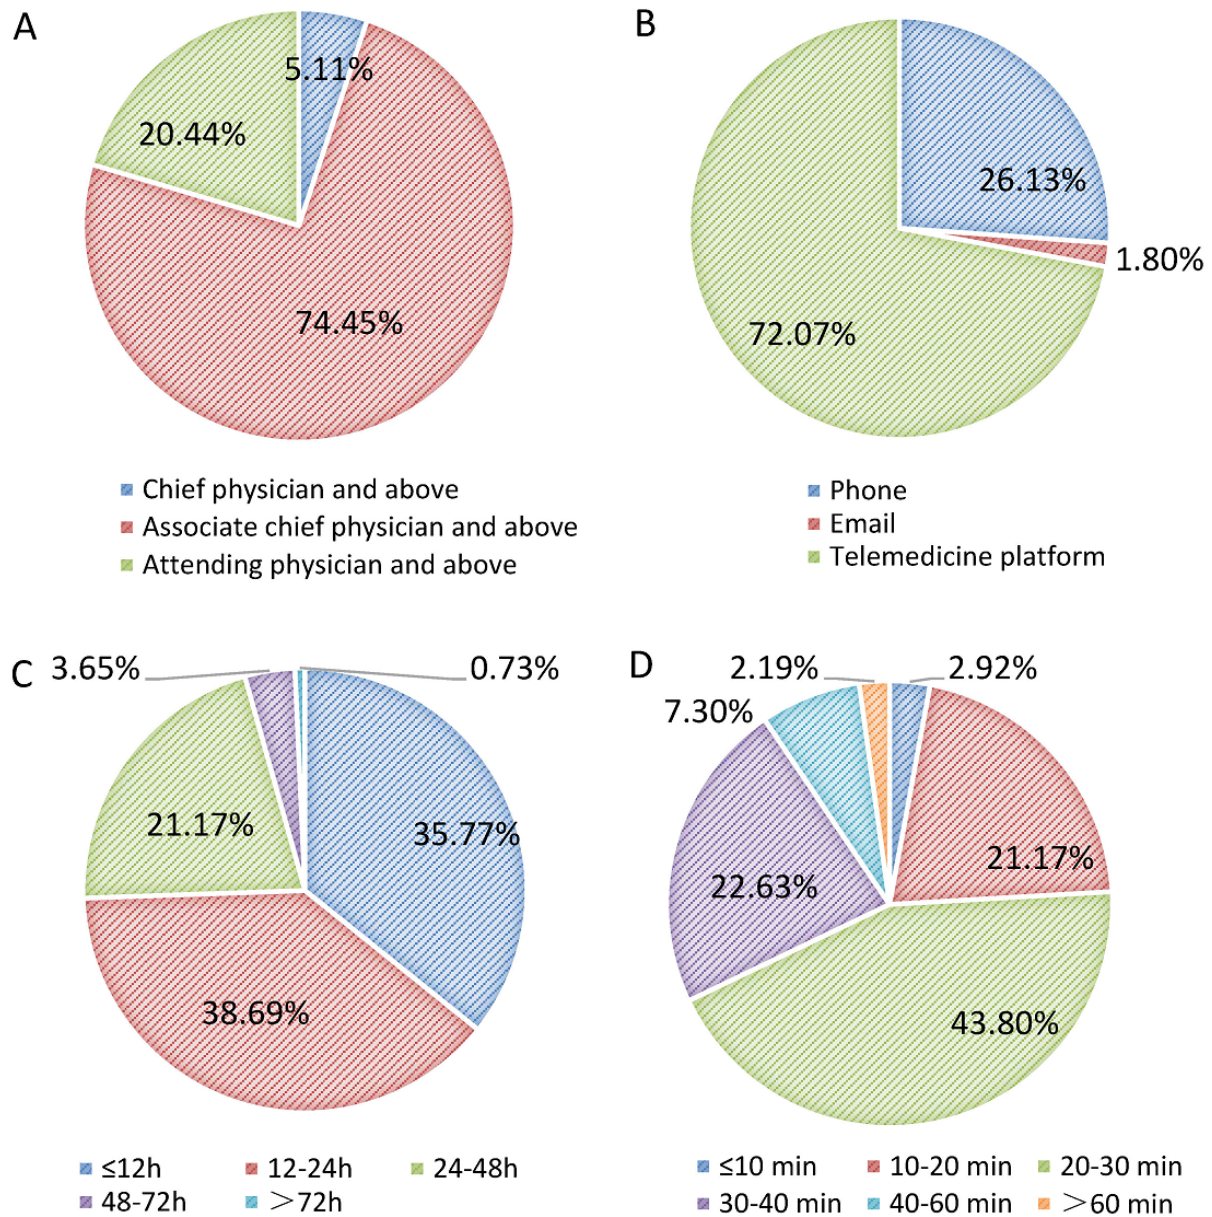 A
5.11%
20.44%
74.45%
Chief physician and above
Associate chief physician and above
Attending physician and above
B
26.13%
1.80%
72.07%
Phone
Email
Telemedicine platform
C
3.65%
0.73%
21.17%
35.77%
38.69%
≤12h 12-24h 24-48h
48-72h >72h
D
2.19% 2.92%
7.30%
21.17%
22.63%
43.80%
≤10 min 10-20 min 20-30 min
30-40 min 40-60 min >60 min